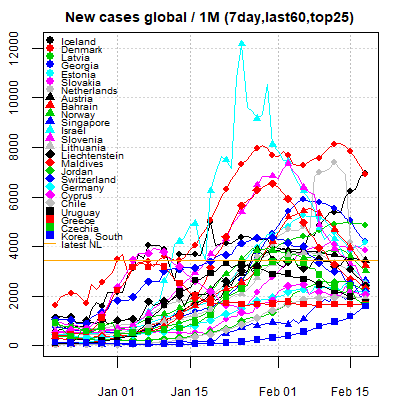 New cases global / 1M (7day,last60,top25)
12000
10000
8000
6000
4000
2000
0
Iceland
Denmark
Latvia
Georgia
Estonia
Slovakia
Netherlands
Austria
Bahrain
Norway
Singapore
Israel
Slovenia
Lithuania
Liechtenstein
Maldives
Jordan
Switzerland
Germany
Cyprus
Chile
Uruguay
Greece
Czechia
Korea, South
latest NL
Jan 01
Jan 15
Feb 01
Feb 15